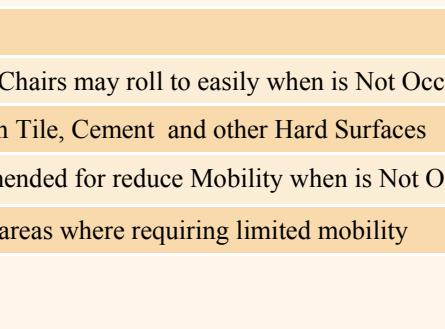 Chairs may roll to easily when is Not Occ
n Tile, Cement  and other Hard Surfaces
nended for reduce Mobility when is Not O
areas where requiring limited mobility